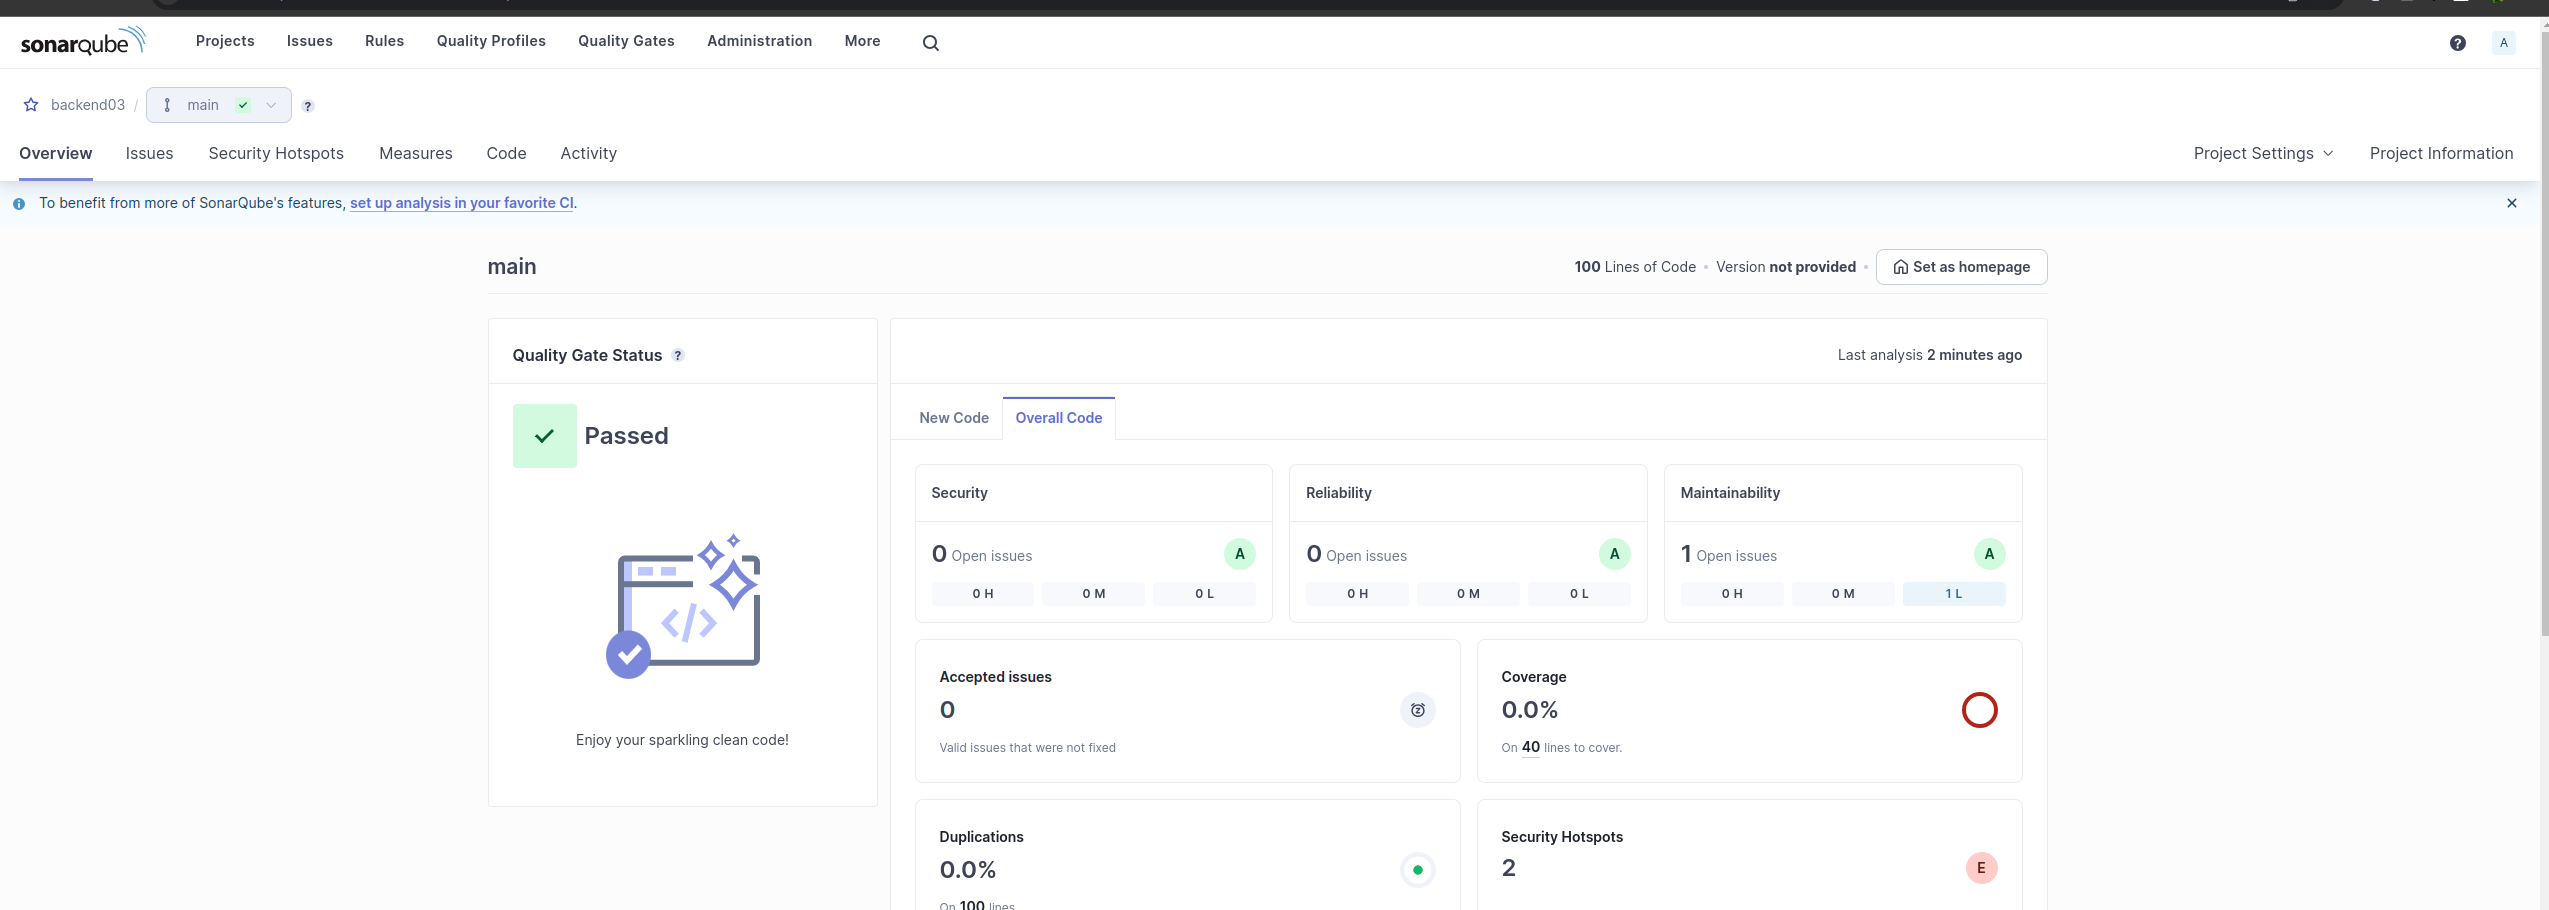 sonarqube Projects Issues Rules Quality Profiles Quality Gates Administration More ? A
backend03 / main ?
Overview Issues Security Hotspots Measures Code Activity Project Settings Project Information
To benefit from more of SonarQube's features, set up analysis in your favorite CI.
main 100 Lines of Code • Version not provided • Set as homepage
Quality Gate Status ?
Passed
</>
Enjoy your sparkling clean code!
Last analysis 2 minutes ago
New Code Overall Code
Security
0 Open issues A
0 H 0 M 0 L
Reliability
0 Open issues A
0 H 0 M 0 L
Maintainability
1 Open issues A
0 H 0 M 1 L
Accepted issues
0
Valid issues that were not fixed
Coverage
0.0%
On 40 lines to cover.
Duplications
0.0%
On 100 lines
Security Hotspots
2 E